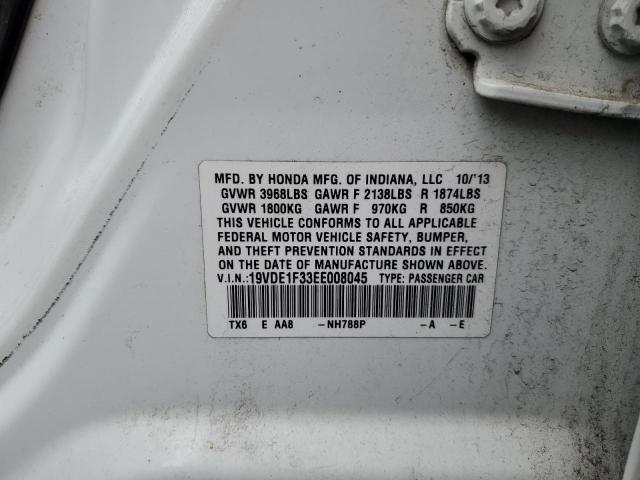 MFD. BY HONDA MFG. OF INDIANA, LLC 10/'13
GVWR 3968LBS GAWR F 2138LBS R 1874LBS
GVWR 1800KG GAWR F 970KG R 850KG
THIS VEHICLE CONFORMS TO ALL APPLICABLE
FEDERAL MOTOR VEHICLE SAFETY, BUMPER,
AND THEFT PREVENTION STANDARDS IN EFFECT
ON THE DATE OF MANUFACTURE SHOWN ABOVE.
V.I.N.: 19VDE1F33EE008045 TYPE: PASSENGER CAR
TX6 E AA8 -NH788P -A -E